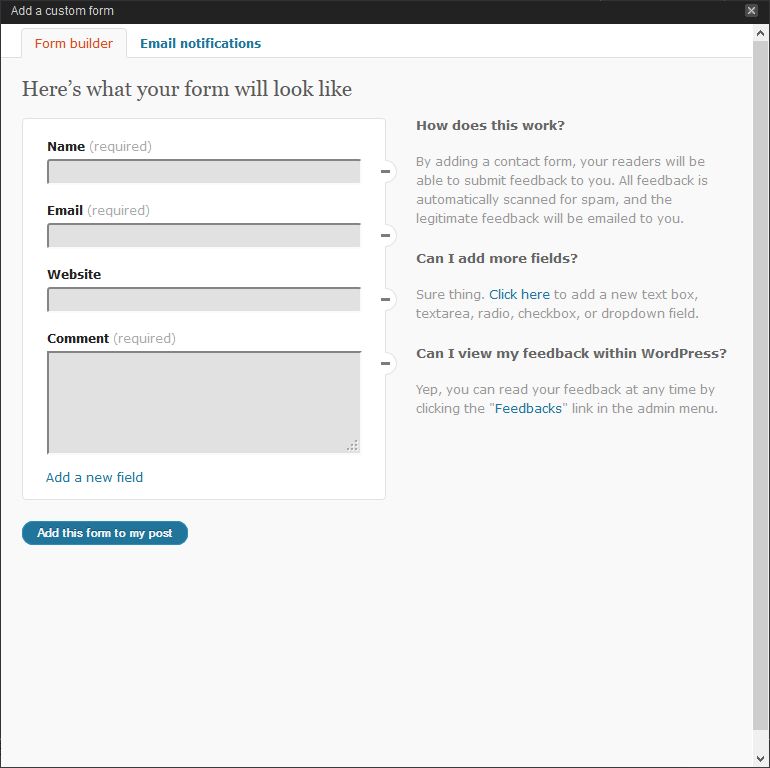 Add a custom form
Form builder
Email notifications
Here’s what your form will look like
Name (required)
Email (required)
Website
Comment (required)
Add a new field
Add this form to my post
How does this work?
By adding a contact form, your readers will be
able to submit feedback to you. All feedback is
automatically scanned for spam, and the
legitimate feedback will be emailed to you.
Can I add more fields?
Sure thing. Click here to add a new text box,
textarea, radio, checkbox, or dropdown field.
Can I view my feedback within WordPress?
Yep, you can read your feedback at any time by
clicking the "Feedbacks" link in the admin menu.